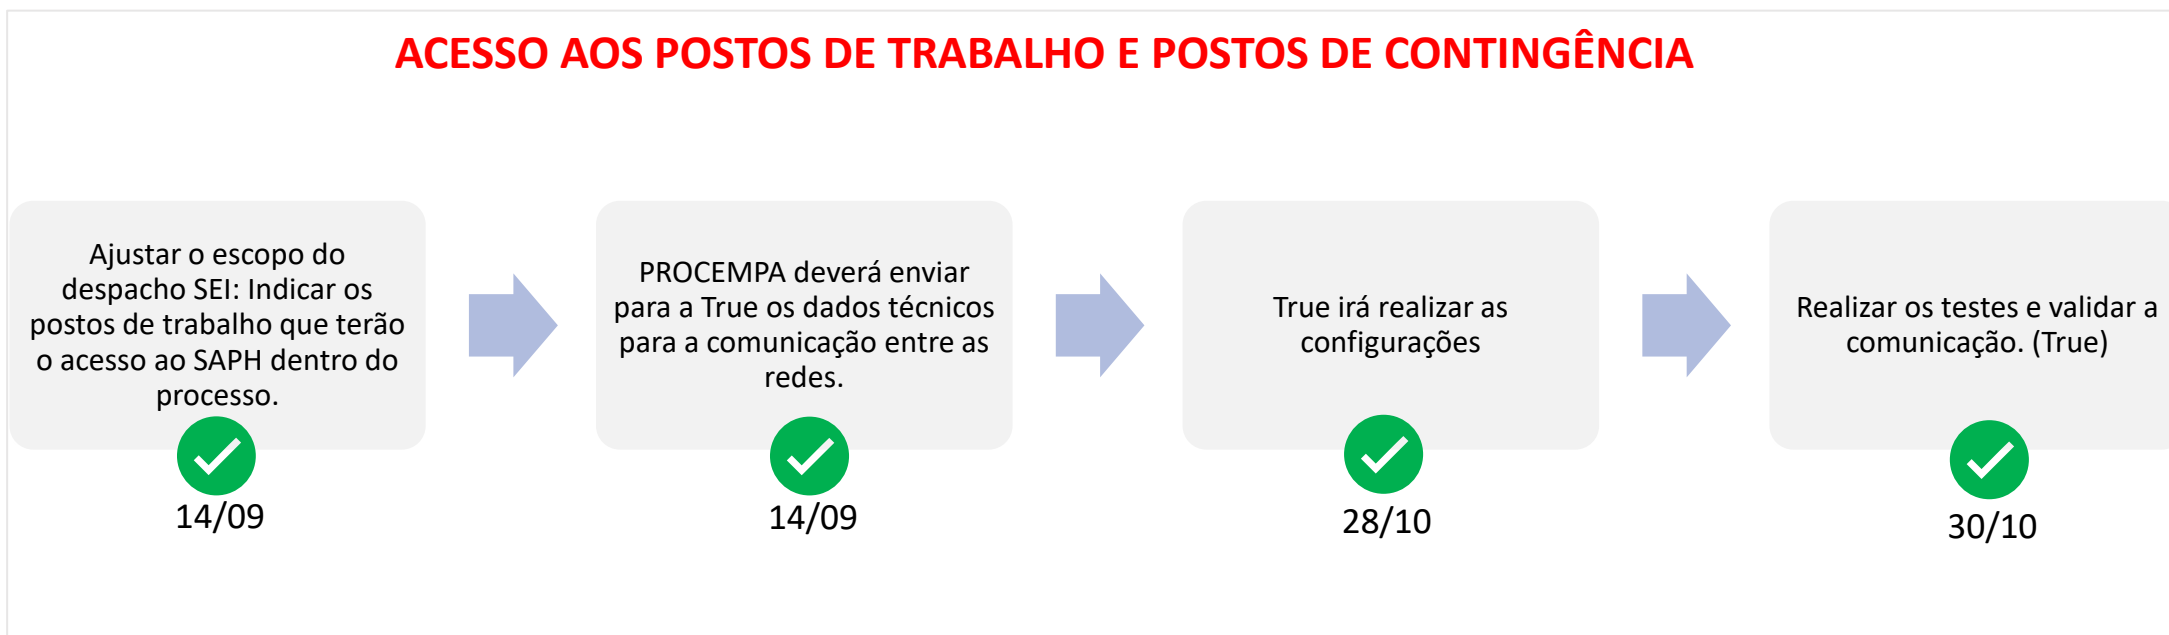 ACESSO AOS POSTOS DE TRABALHO E POSTOS DE CONTINGÊNCIA
Ajustar o escopo do
despacho SEI: Indicar os
postos de trabalho que terão
o acesso ao SAPH dentro do
processo.
14/09
PROCEMPA deverá enviar
para a True os dados técnicos
para a comunicação entre as
redes.
14/09
True irá realizar as
configurações
28/10
Realizar os testes e validar a
comunicação. (True)
30/10